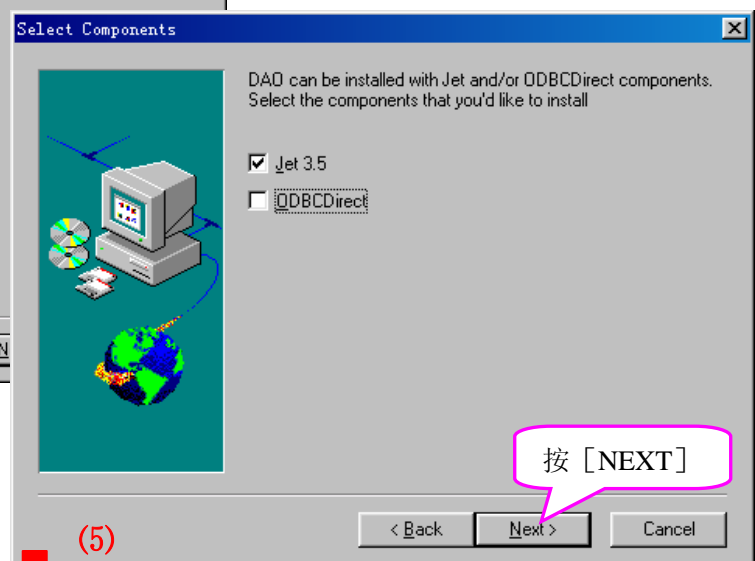 Select Components
DAO can be installed with Jet and/or ODBCDirect components.
Select the components that you'd like to install
Jet 3.5
ODBCDirect
N
按［NEXT］
< Back
Next >
Cancel
(5)